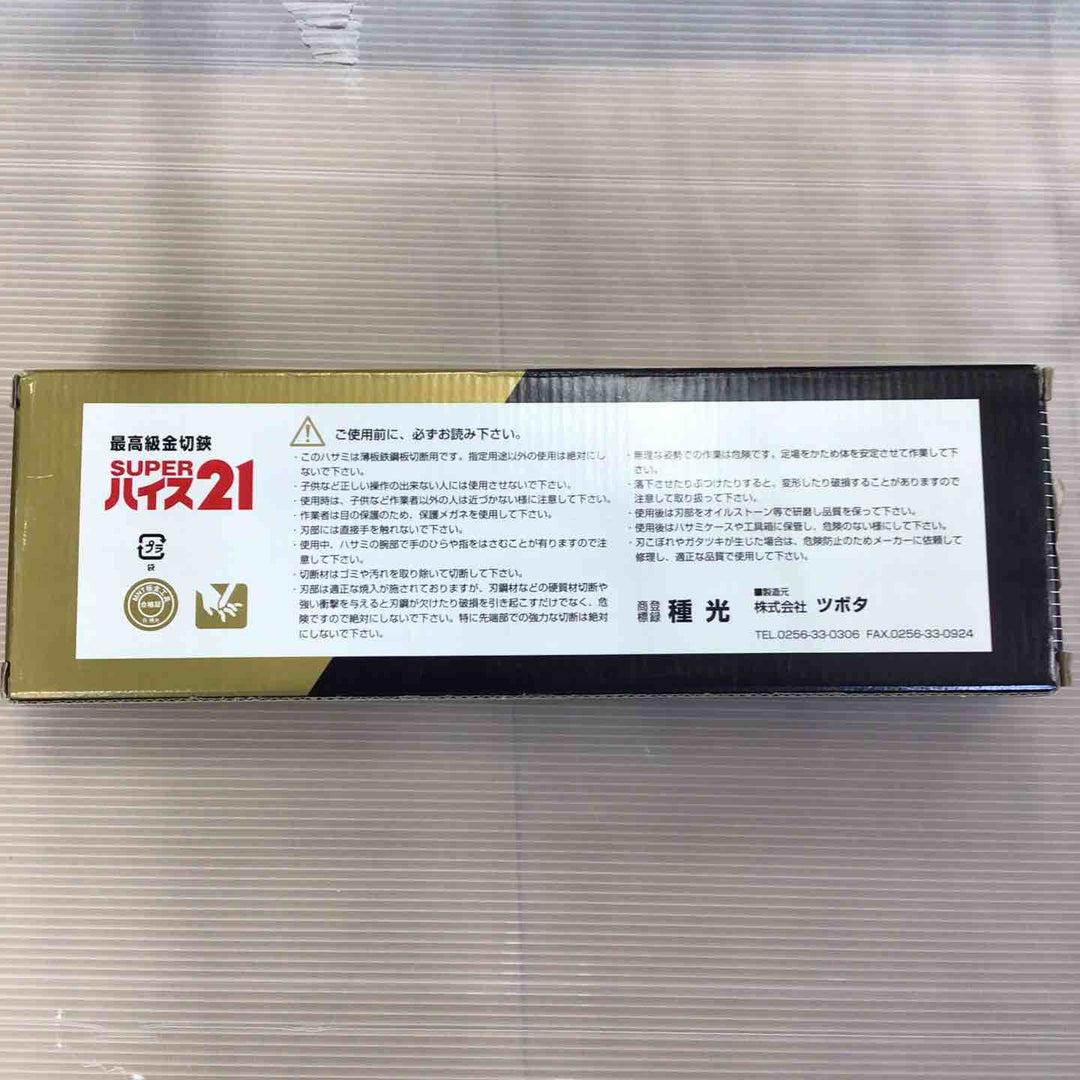 最高級金切鋏
SUPER
ハイス21
プラ
袋
合格証
ご使用前に、必ずお読み下さい。
・このハサミは薄板鉄鋼板切断用です。指定用途以外の使用は絶対にし
ないで下さい。
・子供など正しい操作の出来ない人には使用させないで下さい。
・使用時は、子供など作業者以外の人は近づかない様に注意して下さい。
・作業者は目の保護のため、保護メガネを使用して下さい。
・刃部には直接手を触れないで下さい。
・使用中、ハサミの腕部で手のひらや指をはさむことが有りますので注
意して下さい。
・切断材はゴミや汚れを取り除いて切断して下さい。
・刃部は適正な焼入が施されておりますが、刃鋼材などの硬質材切断や
強い衝撃を与えると刃鋼が欠けたり破損を引き起こすだけでなく、危
険ですので絶対にしないで下さい。特に先端部での強力な切断は絶対
にしないで下さい。
・無理な姿勢での作業は危険です。足場をかため体を安定させて作業して下
さい。
・落下させたりぶつけたりすると、変形したり破損することがありますので
注意して取り扱って下さい。
・使用後は刃部をオイルストーン等で研磨し品質を保って下さい。
・使用後はハサミケースや工具箱に保管し、危険のない様にして下さい。
・刃こぼれやガタツキが生じた場合は、危険防止のためメーカーに依頼して
修理し、適正な品質で使用して下さい。
登録商標 種光
■製造元
株式会社 ツボタ
TEL.0256-33-0306 FAX.0256-33-0924